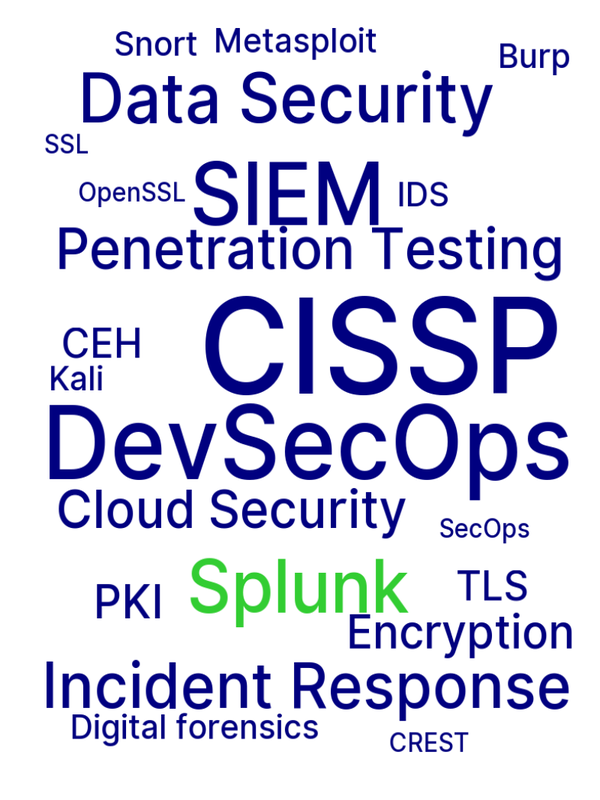 Snort Metasploit
Burp
Data Security
SSL
OpenSSL SIEM IDS
Penetration Testing
CISSP
CEH
Kali
DevSecOps
Cloud Security
SecOps
Splunk
PKI
TLS
Encryption
Incident Response
Digital forensics
CREST